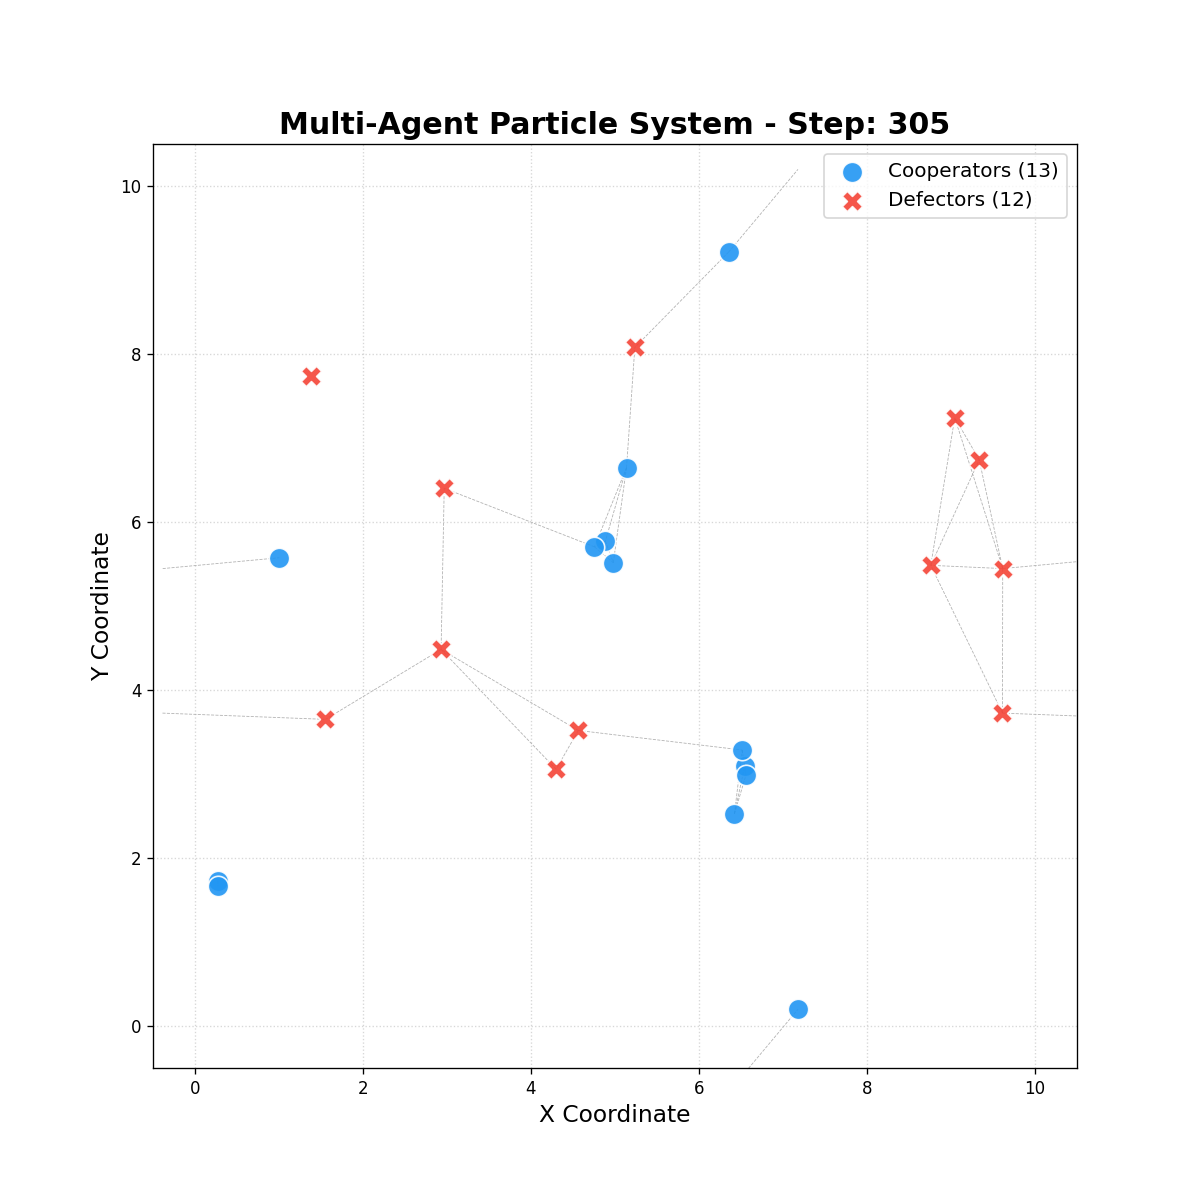 Multi-Agent Particle System - Step: 305
Cooperators (13)
Defectors (12)
10
8
6
4
2
0
Y Coordinate
0 2 4 6 8 10
X Coordinate